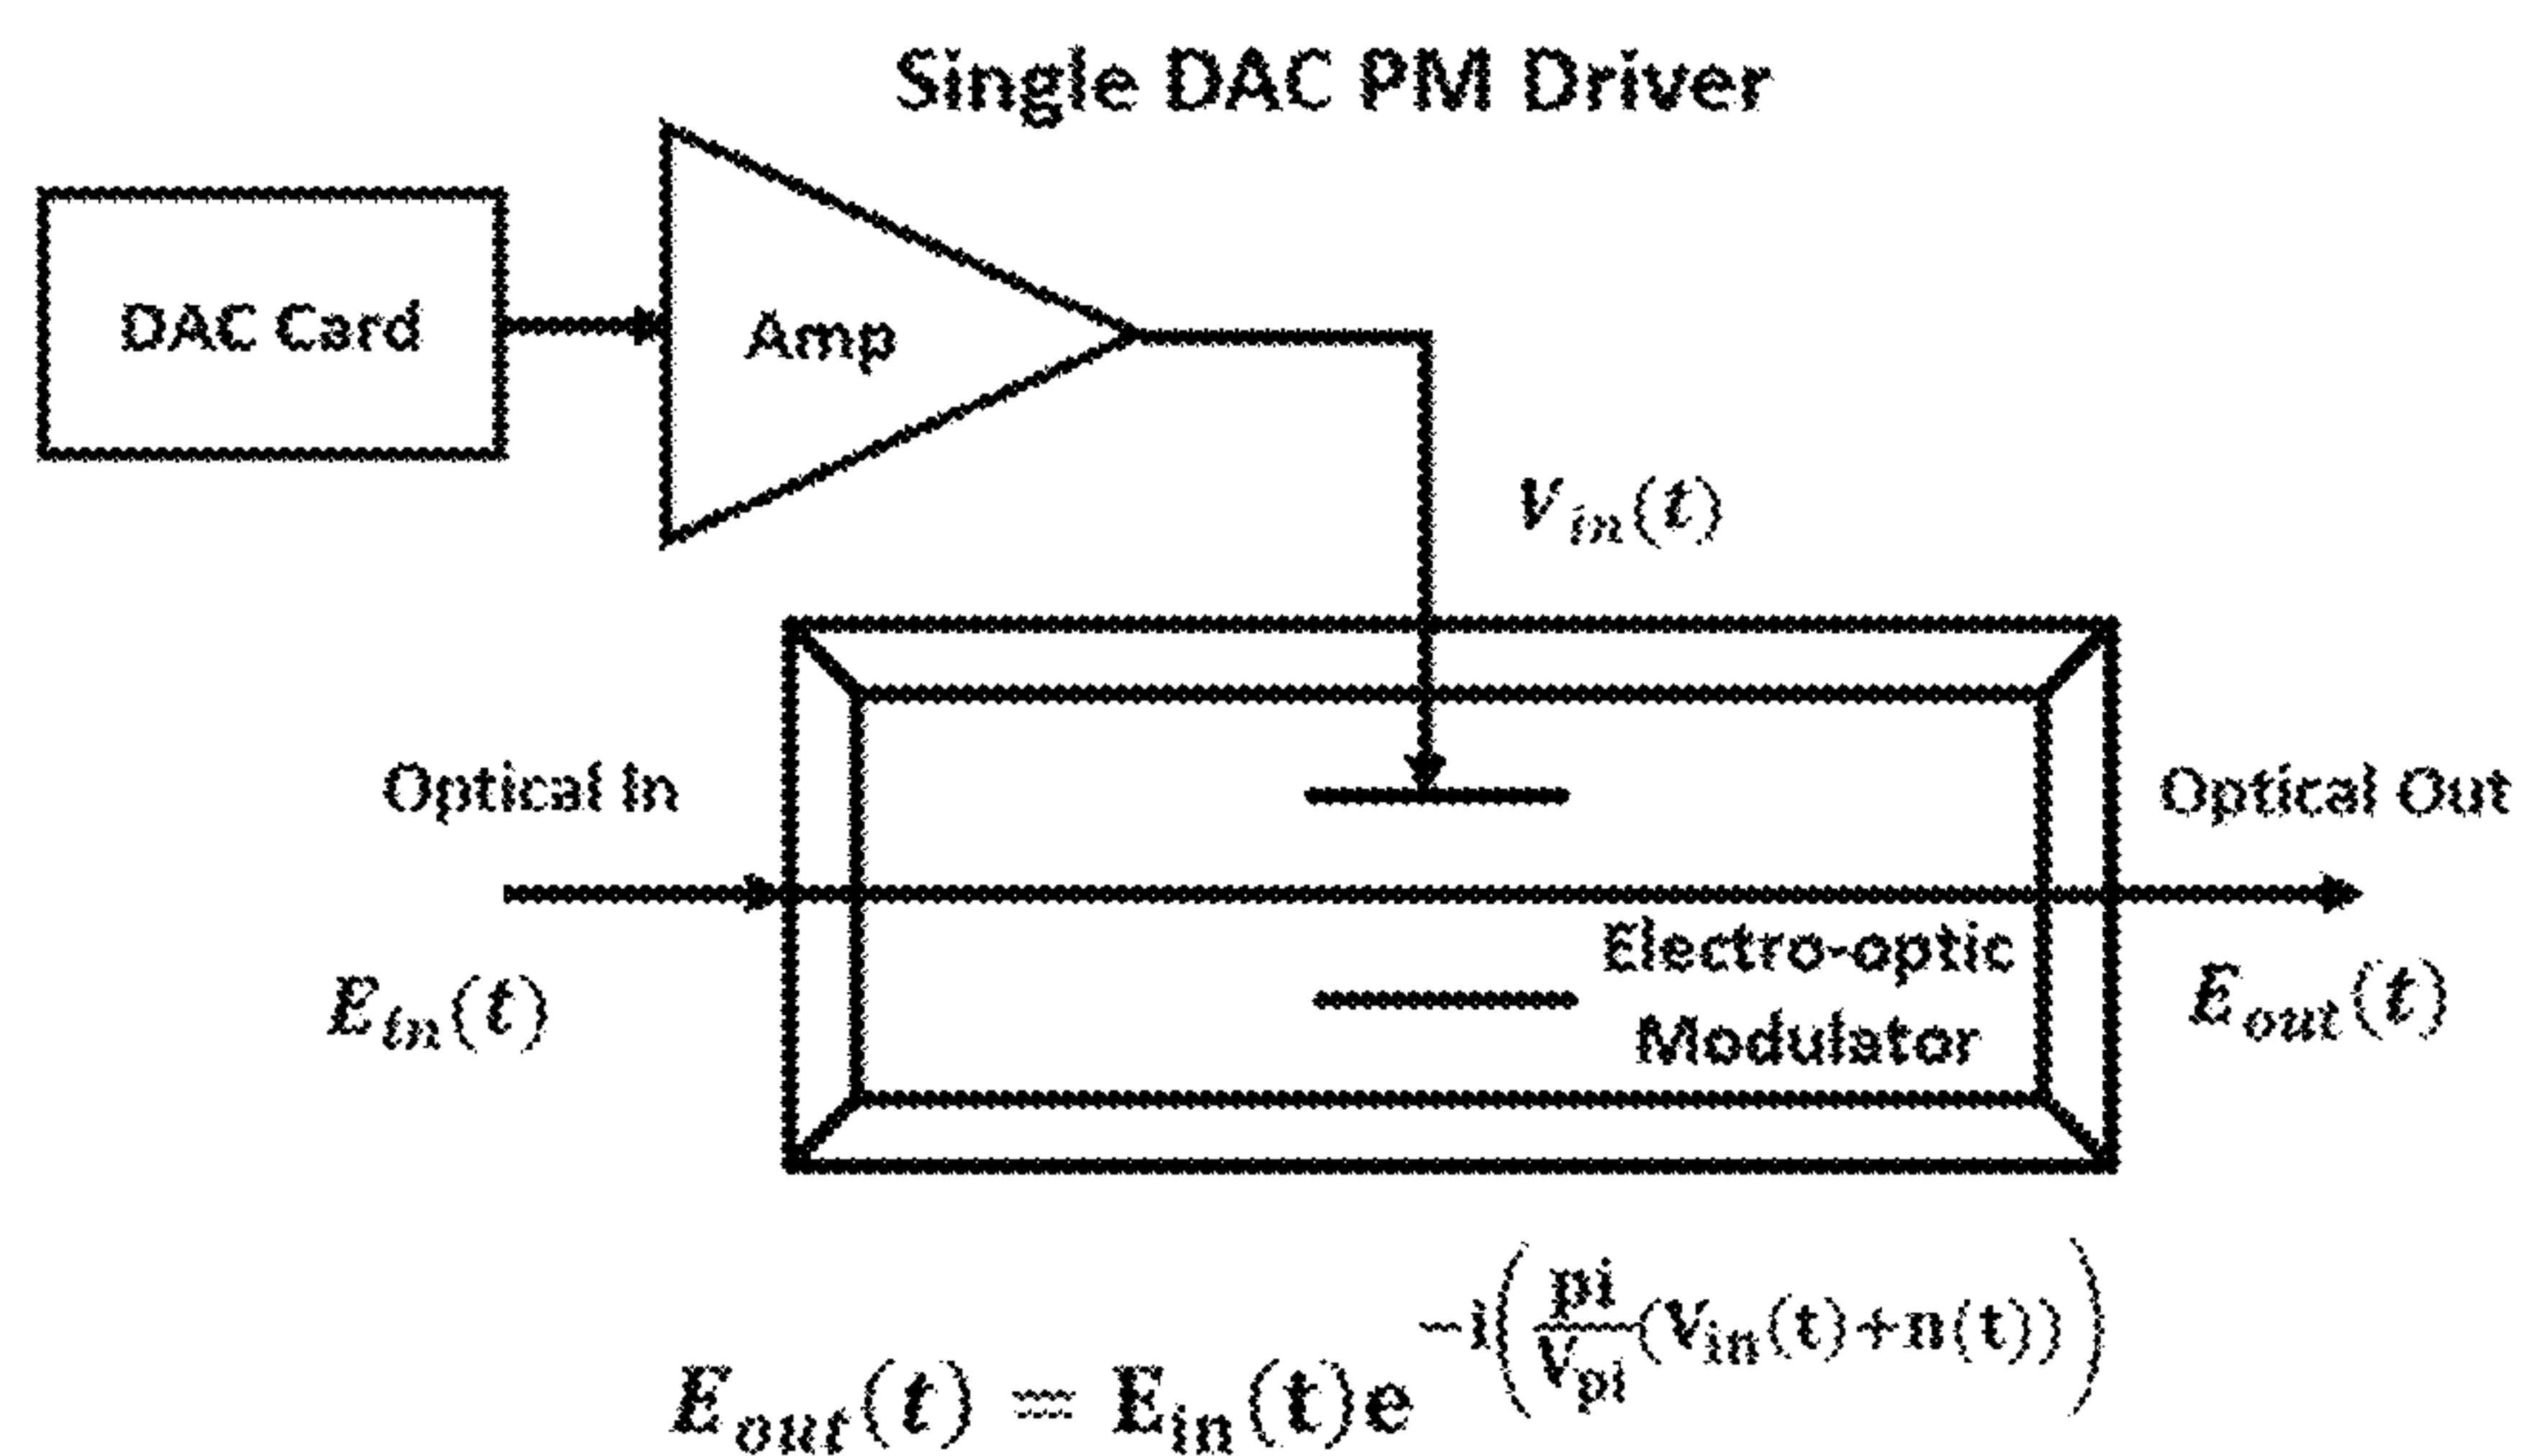 Single DAC PM Driver
DAC Card
Amp
V_in(t)
Optical In
Optical Out
E_in(t)
Electro-optic
Modulator
E_out(t)
E_out(t) = E_in(t)e^{-i(pi/V_pi(V_in(t)+n(t)))}